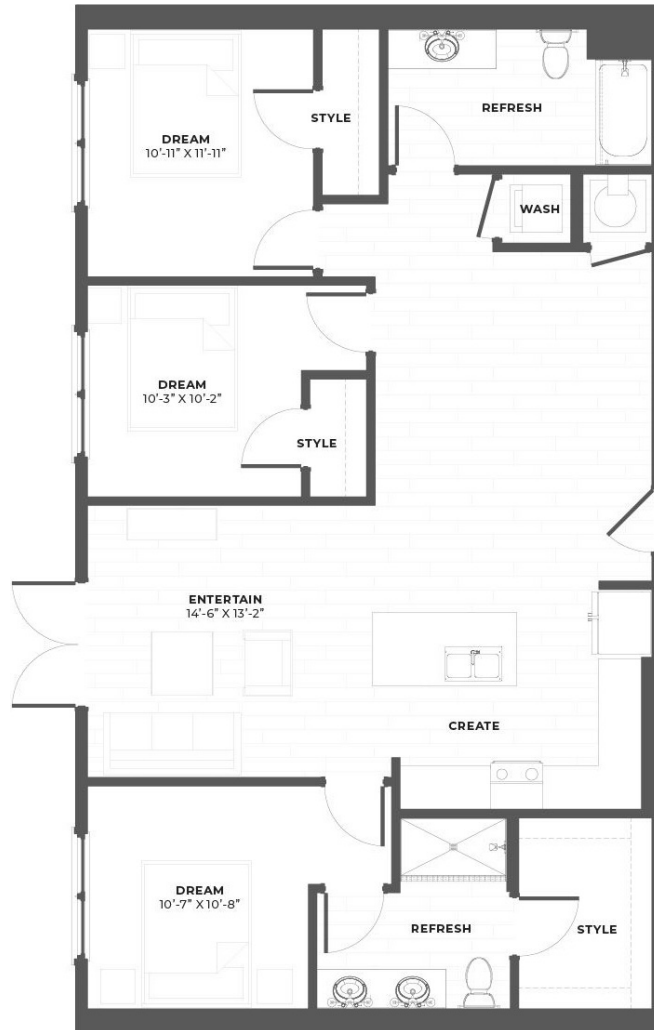 REFRESH
STYLE
DREAM
10'-11" X 11'-11"
WASH
DREAM
10'-3" X 10'-2"
STYLE
ENTERTAIN
14'-6" X 13'-2"
CREATE
DREAM
10'-7" X 10'-8"
REFRESH
STYLE